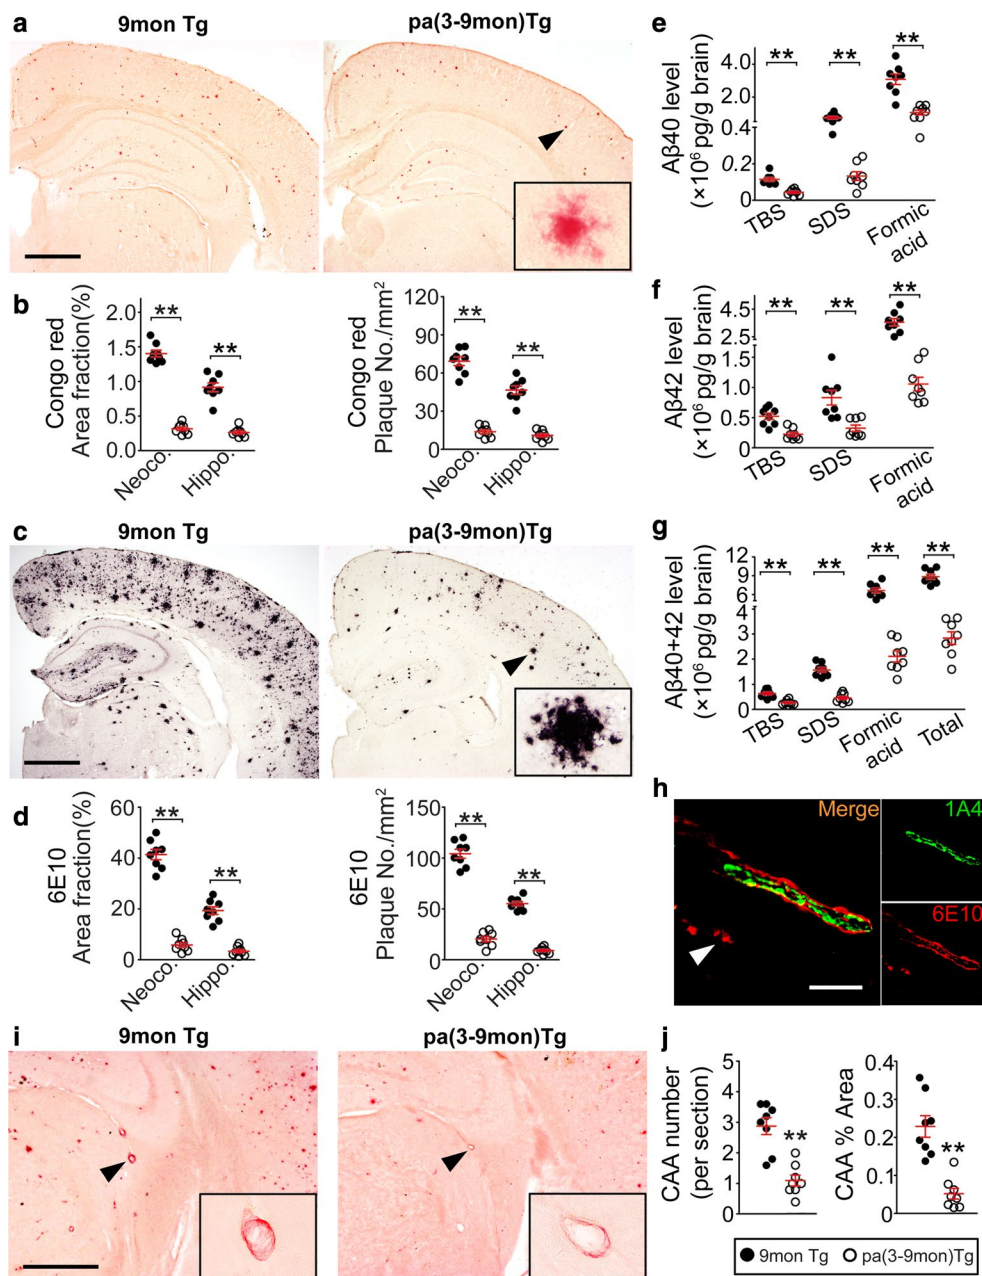 a
9mon Tg
pa(3-9mon)Tg
b
Congo red
Area fraction(%)
2.0
1.5
1.0
0.5
0.0
**
**
Neoco.
Hippo.
Congo red
Plaque No./mm²
120
90
60
30
0
**
**
Neoco.
Hippo.
c
9mon Tg
pa(3-9mon)Tg
d
6E10
Area fraction(%)
60
40
20
0
**
**
Neoco.
Hippo.
6E10
Plaque No./mm²
150
100
50
0
**
**
Neoco.
Hippo.
e
Aβ40 level
(×10⁶ pg/g brain)
4.0
2.0
0.4
0.2
0
**
**
**
TBS
SDS
Formic
acid
f
Aβ42 level
(×10⁶ pg/g brain)
4.5
2.5
1.5
1.0
0.5
0
**
**
**
TBS
SDS
Formic
acid
g
Aβ40+42 level
(×10⁶ pg/g brain)
12
9
6
4
3
2
1
0
**
**
**
**
TBS
SDS
Formic
acid
Total
h
Merge
1A4
6E10
i
9mon Tg
pa(3-9mon)Tg
j
CAA number
(per section)
5
4
3
2
1
0
**
CAA % Area
0.4
0.3
0.2
0.1
0
**
9mon Tg
pa(3-9mon)Tg